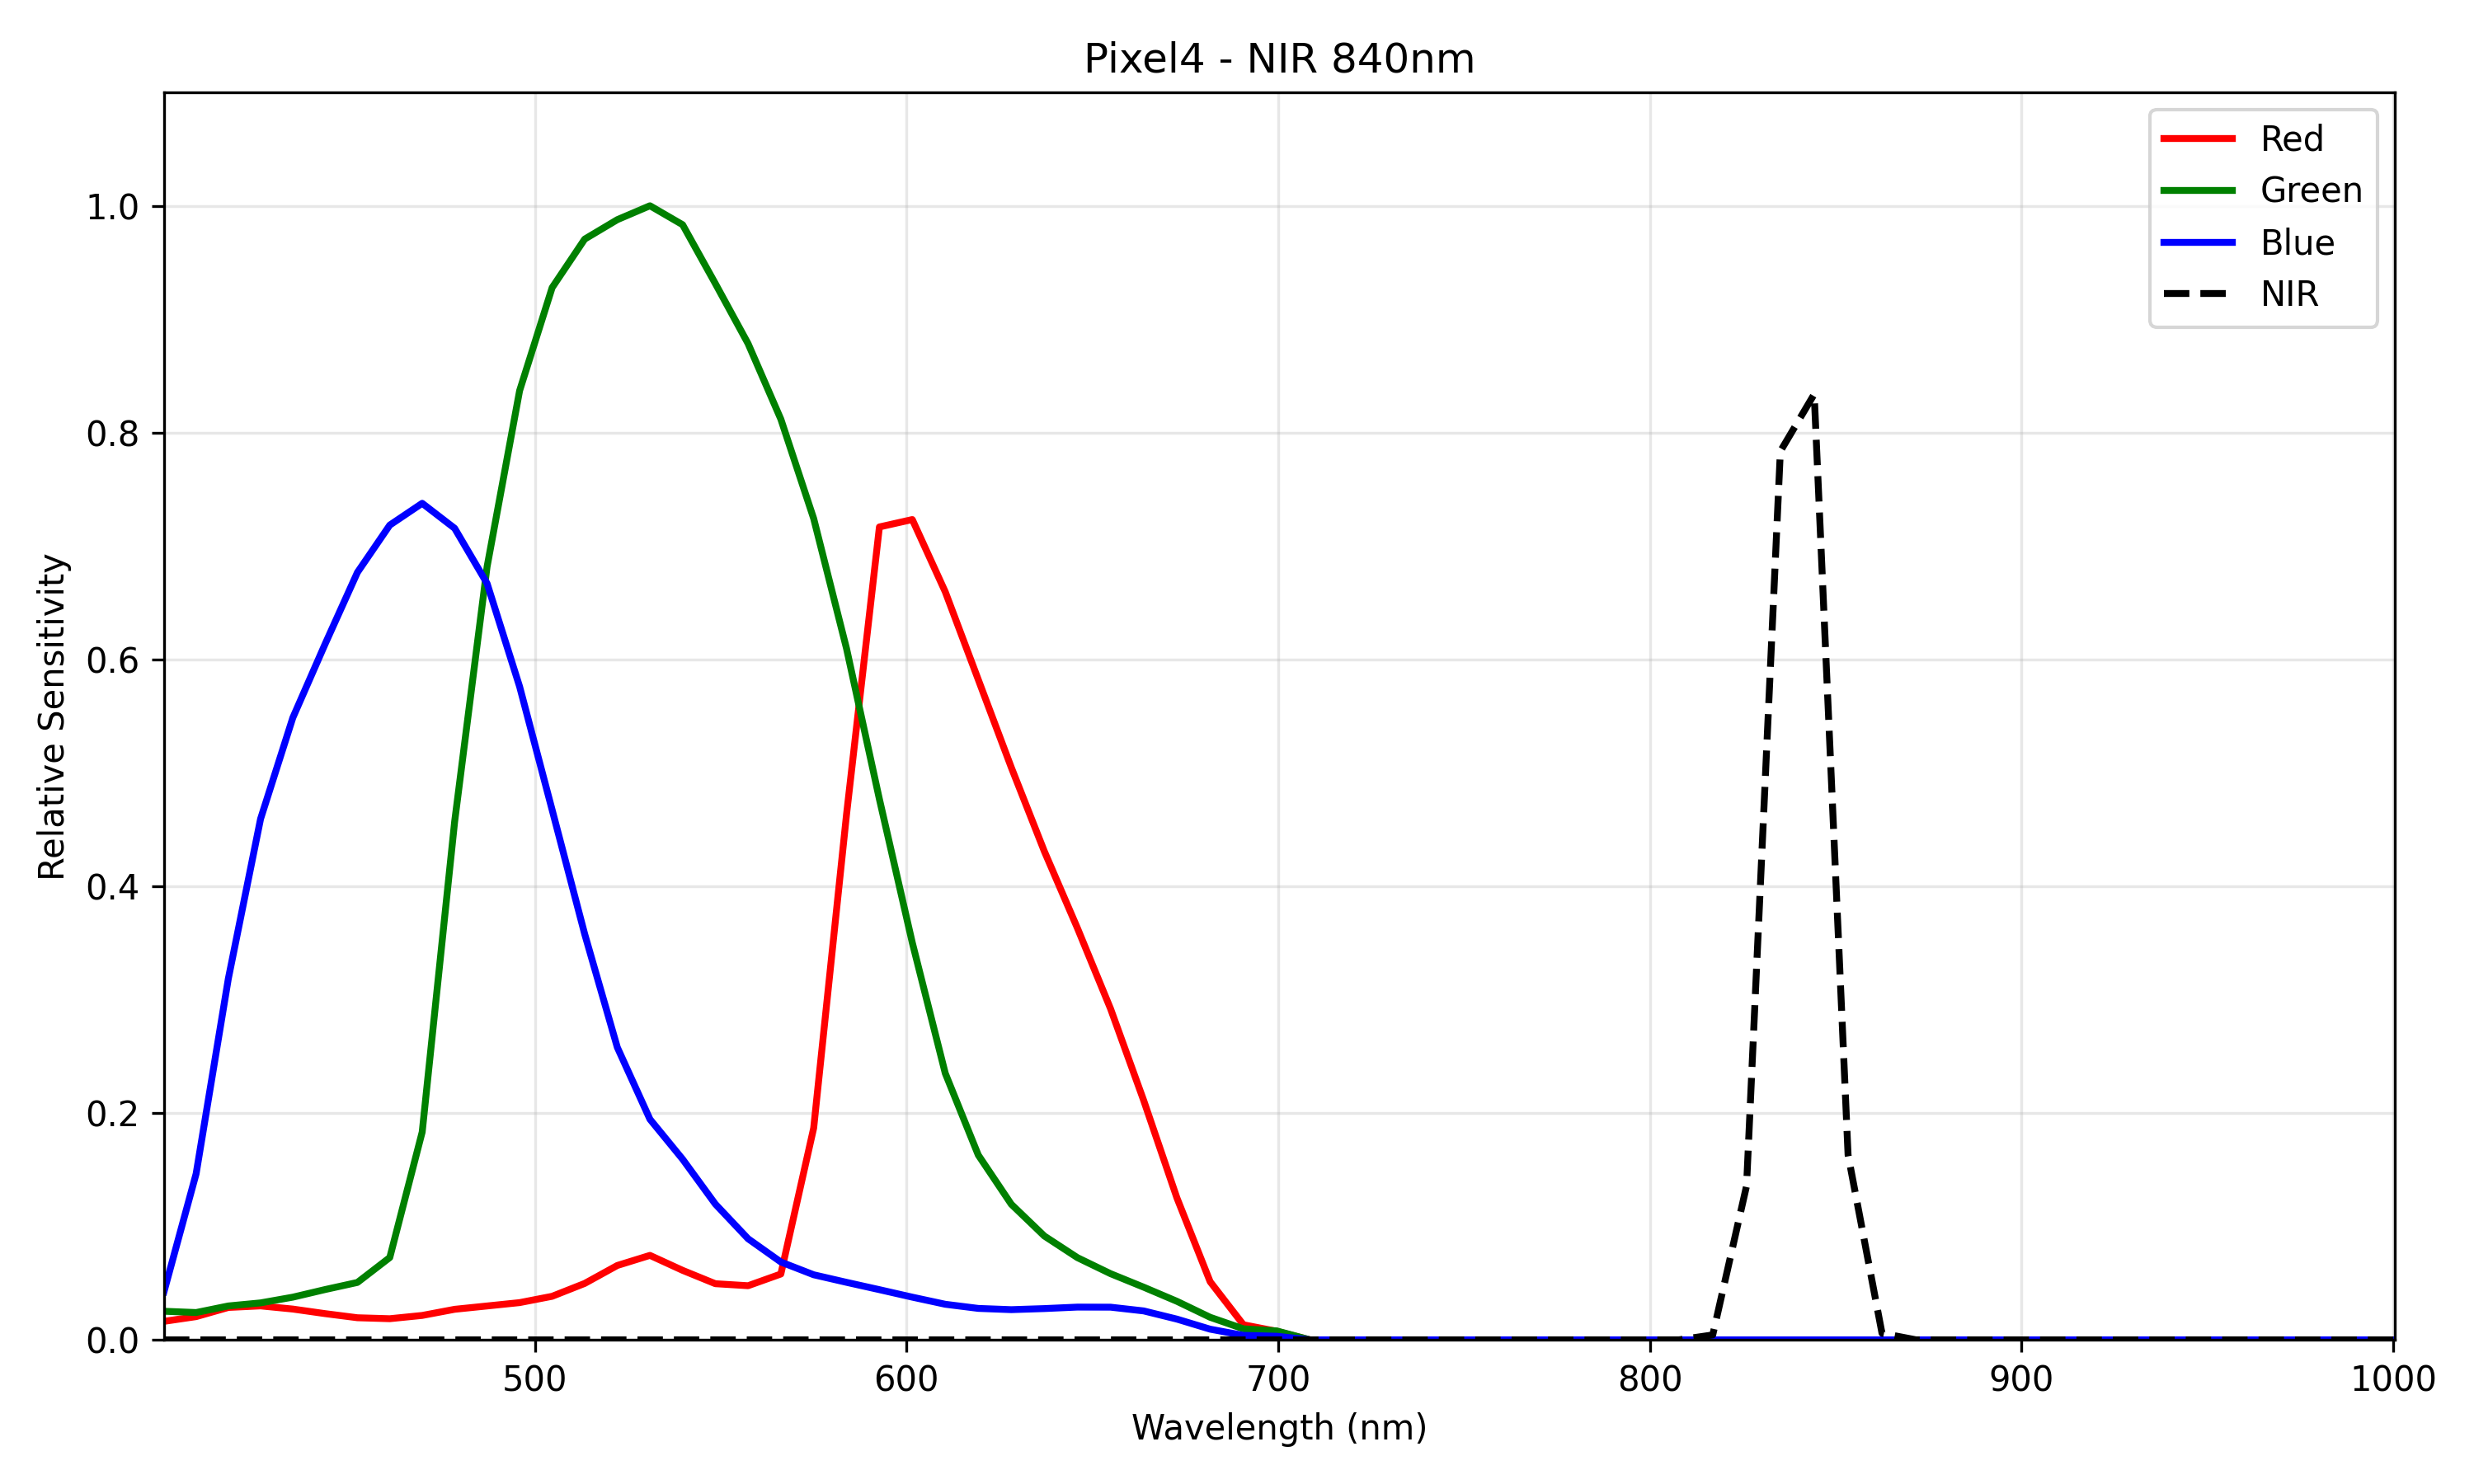 Pixel4 - NIR 840nm
Red
Green
Blue
NIR
1.0
0.8
0.6
0.4
0.2
0.0
Relative Sensitivity
500 600 700 800 900 1000
Wavelength (nm)